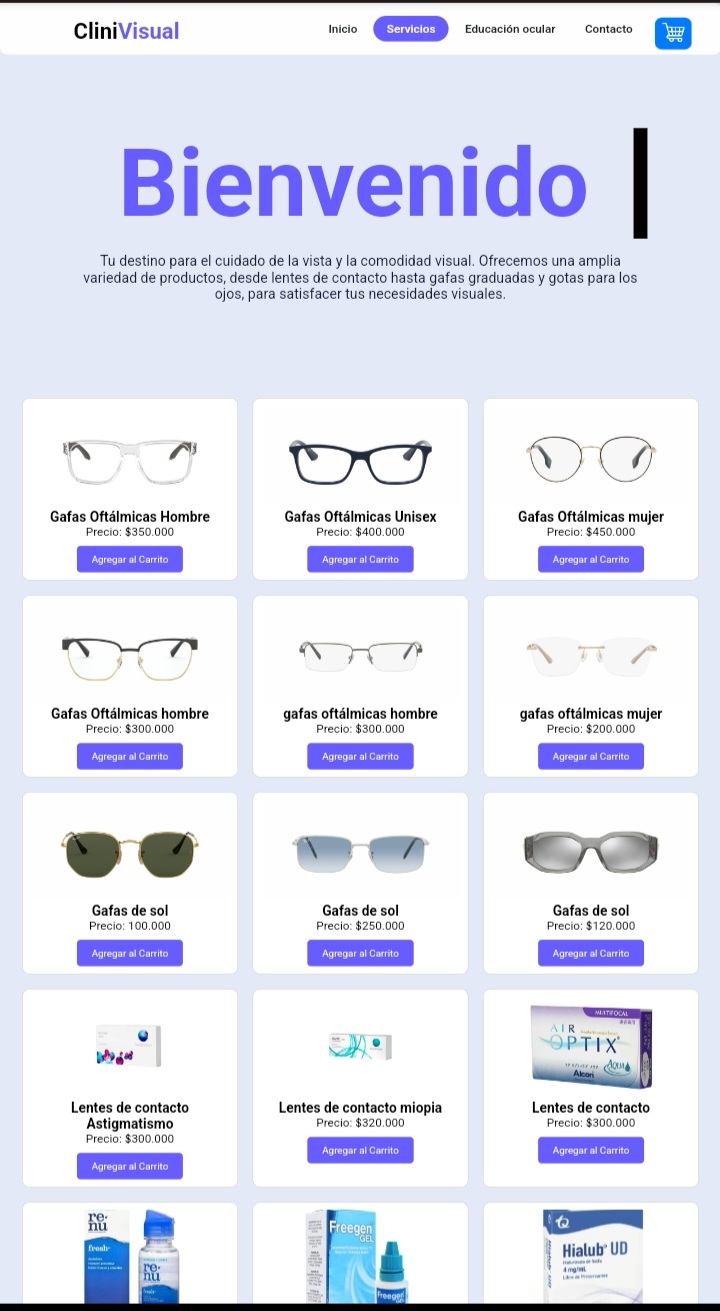 CliniVisual
Inicio
Servicios
Educación ocular
Contacto
Bienvenido
Tu destino para el cuidado de la vista y la comodidad visual. Ofrecemos una amplia
variedad de productos, desde lentes de contacto hasta gafas graduadas y gotas para los
ojos, para satisfacer tus necesidades visuales.
Gafas Oftálmicas Hombre
Precio: $350.000
Agregar al Carrito
Gafas Oftálmicas Unisex
Precio: $400.000
Agregar al Carrito
Gafas Oftálmicas mujer
Precio: $450.000
Agregar al Carrito
Gafas Oftálmicas hombre
Precio: $300.000
Agregar al Carrito
gafas oftálmicas hombre
Precio: $300.000
Agregar al Carrito
gafas oftálmicas mujer
Precio: $200.000
Agregar al Carrito
Gafas de sol
Precio: 100.000
Agregar al Carrito
Gafas de sol
Precio: $250.000
Agregar al Carrito
Gafas de sol
Precio: $120.000
Agregar al Carrito
Lentes de contacto
Astigmatismo
Precio: $300.000
Agregar al Carrito
Lentes de contacto miopia
Precio: $320.000
Agregar al Carrito
MULTIFOCAL
AIR
OPTIX
AQUA
Alcon
Lentes de contacto
Precio: $300.000
Agregar al Carrito
re
nu
fresh
re
nu
Freegen
GEL
Freegen
GEL
Hialub UD
4 mg/mL
Libre de Preservantes